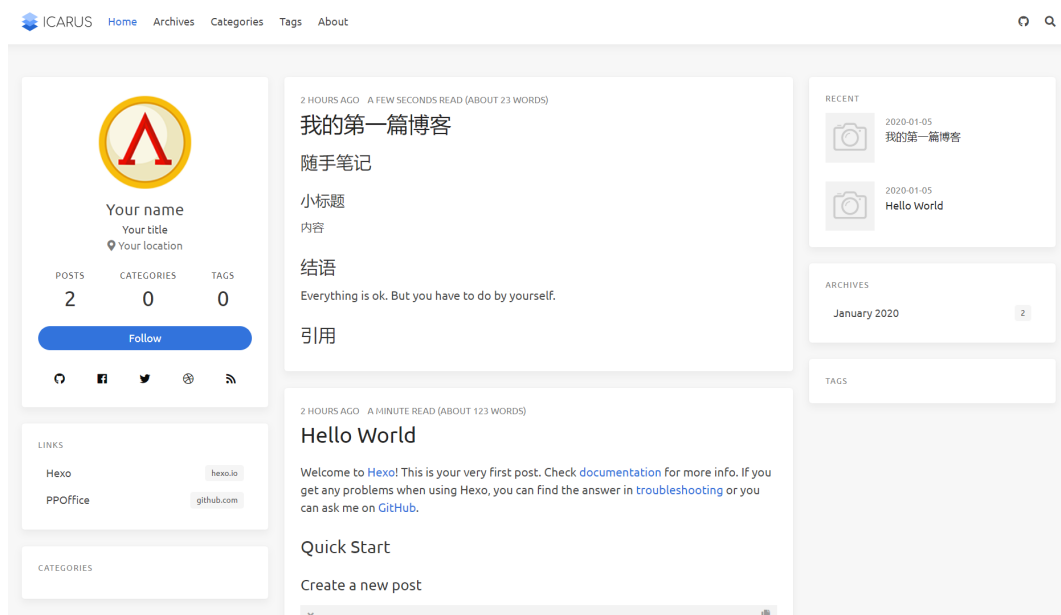 ICARUS Home Archives Categories Tags About
Your name
Your title
Your location
POSTS CATEGORIES TAGS
2 0 0
Follow
LINKS
Hexo hexo.io
PPOffice github.com
CATEGORIES
2 HOURS AGO A FEW SECONDS READ (ABOUT 23 WORDS)
我的第一篇博客
随手笔记
小标题
内容
结语
Everything is ok. But you have to do by yourself.
引用
2 HOURS AGO A MINUTE READ (ABOUT 123 WORDS)
Hello World
Welcome to Hexo! This is your very first post. Check documentation for more info. If you
get any problems when using Hexo, you can find the answer in troubleshooting or you
can ask me on GitHub.
Quick Start
Create a new post
RECENT
2020-01-05
我的第一篇博客
2020-01-05
Hello World
ARCHIVES
January 2020 2
TAGS